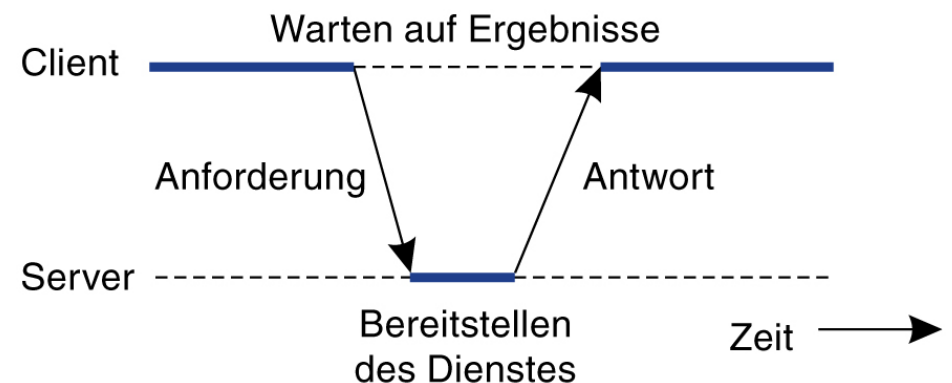 Warten auf Ergebnisse
Client
Anforderung
Antwort
Server
Bereitstellen
des Dienstes
Zeit